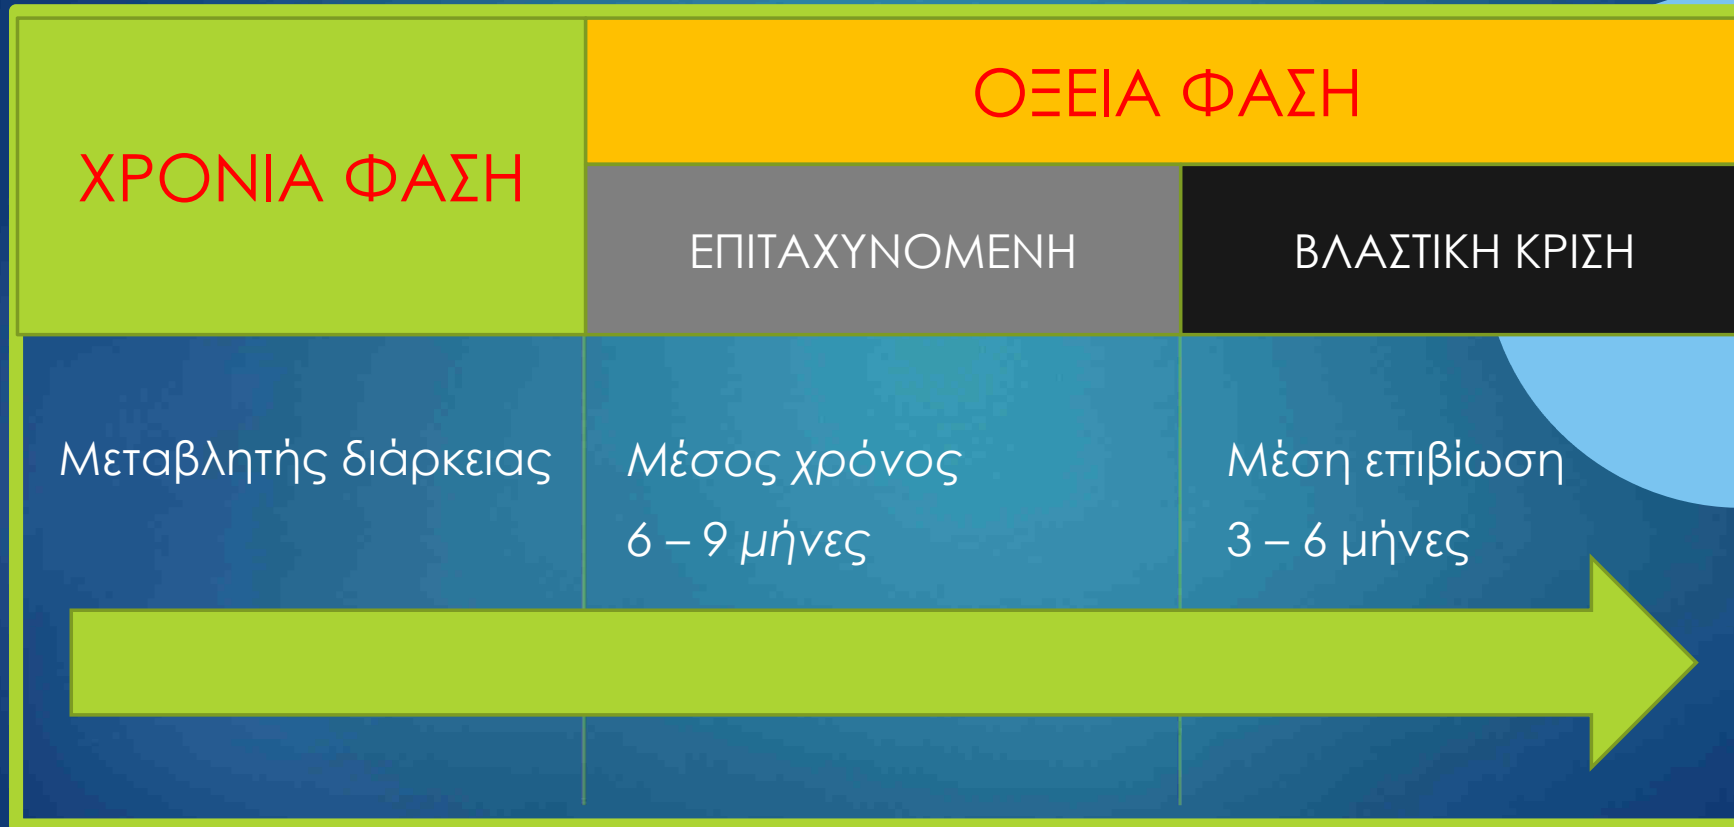 ΧΡΟΝΙΑ ΦΑΣΗ
ΟΞΕΙΑ ΦΑΣΗ
ΕΠΙΤΑΧΥΝΟΜΕΝΗ
ΒΛΑΣΤΙΚΗ ΚΡΙΣΗ
Μεταβλητής διάρκειας
Μέσος χρόνος
6 – 9 μήνες
Μέση επιβίωση
3 – 6 μήνες